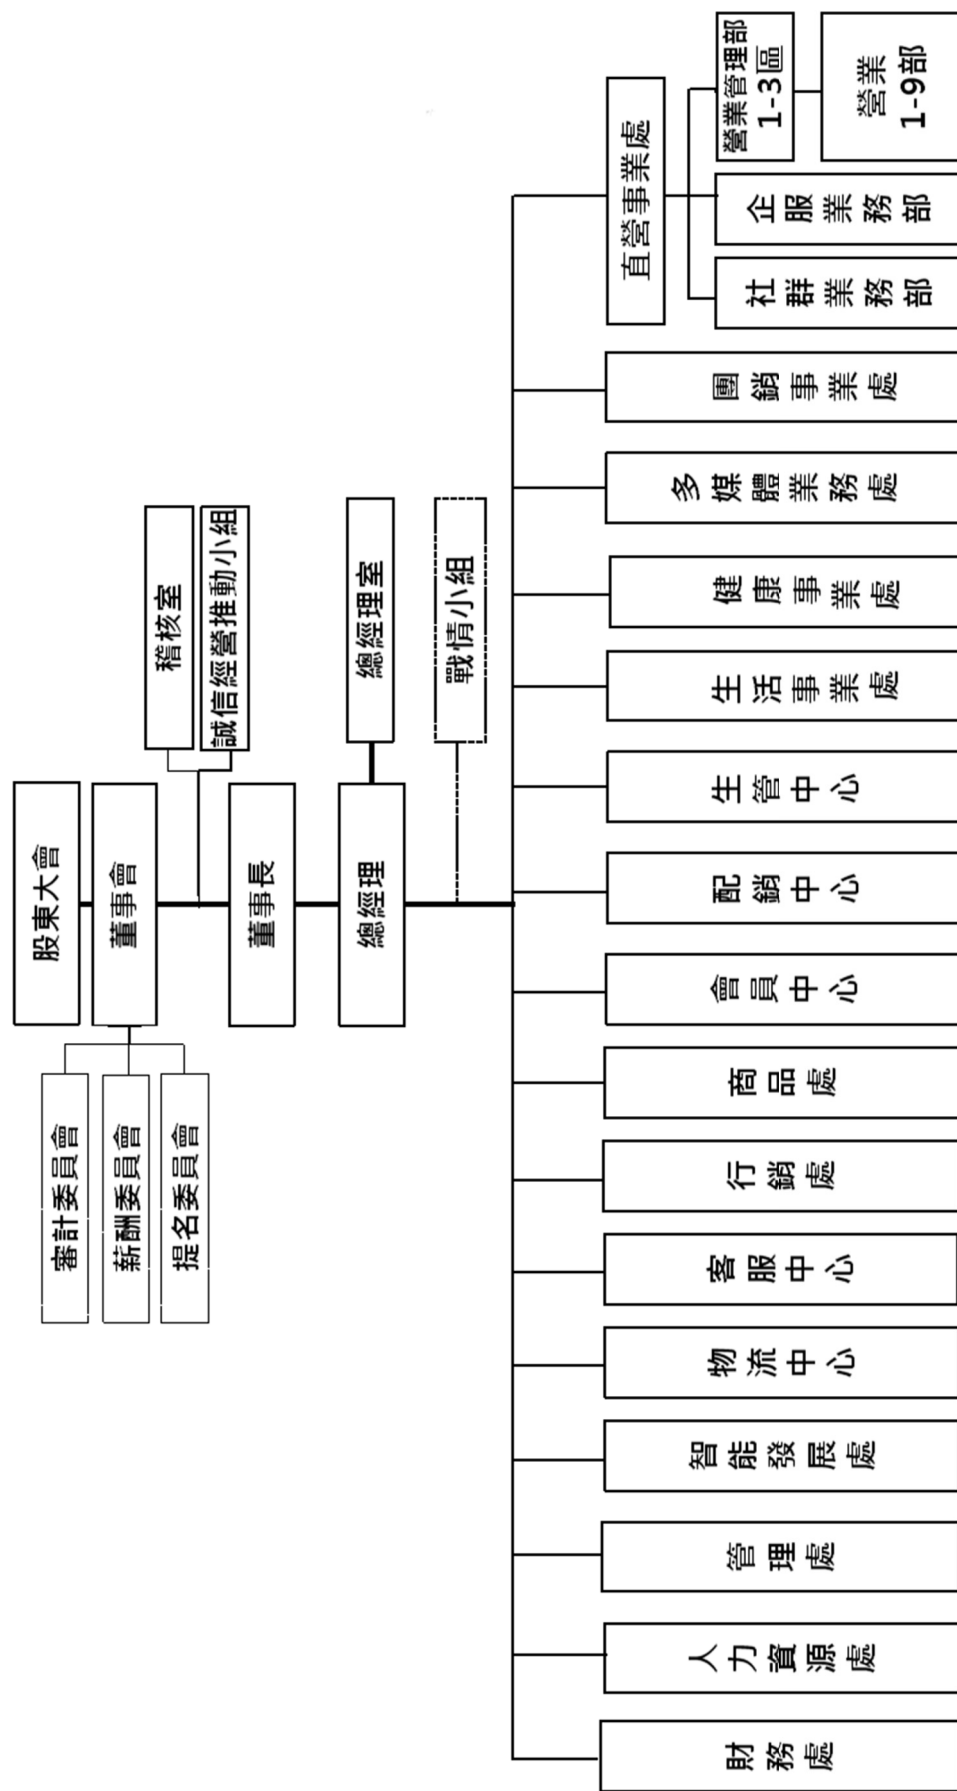 股東大會
董事會
審計委員會
薪酬委員會
提名委員會
稽核室
誠信經營推動小組
董事長
總經理
總經理室
戰情小組
財務處
人力資源處
管理處
智能發展處
物流中心
客服中心
行銷處
商品處
會員中心
配銷中心
生管中心
生活事業處
健康事業處
多媒體業務處
團銷事業處
直營事業處
社群業務部
企服業務部
營業管理部
1-3區
營業
1-9部